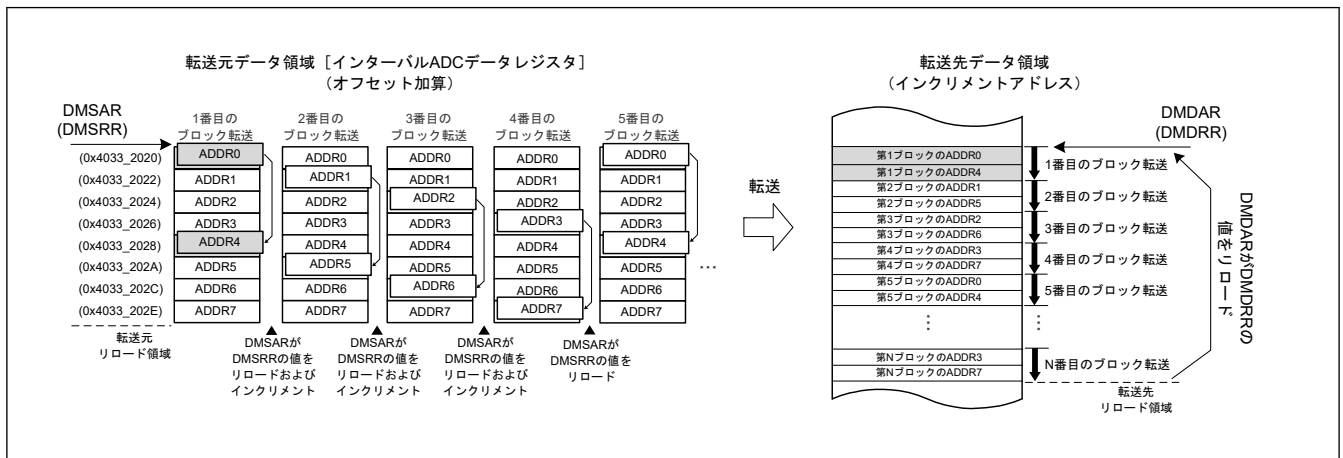 転送元データ領域［インターバルADCデータレジスタ］
（オフセット加算）
DMSAR
(DMSRR)
1番目の
ブロック転送
2番目の
ブロック転送
3番目の
ブロック転送
4番目の
ブロック転送
5番目の
ブロック転送
(0x4033_2020)
(0x4033_2022)
(0x4033_2024)
(0x4033_2026)
(0x4033_2028)
(0x4033_202A)
(0x4033_202C)
(0x4033_202E)
転送元
リロード領域
ADDR0
ADDR1
ADDR2
ADDR3
ADDR4
ADDR5
ADDR6
ADDR7
ADDR0
ADDR1
ADDR2
ADDR3
ADDR4
ADDR5
ADDR6
ADDR7
ADDR0
ADDR1
ADDR2
ADDR3
ADDR4
ADDR5
ADDR6
ADDR7
ADDR0
ADDR1
ADDR2
ADDR3
ADDR4
ADDR5
ADDR6
ADDR7
ADDR0
ADDR1
ADDR2
ADDR3
ADDR4
ADDR5
ADDR6
ADDR7
…
DMSARが
DMSRRの値を
リロードおよび
インクリメント
DMSARが
DMSRRの値を
リロードおよび
インクリメント
DMSARが
DMSRRの値を
リロードおよび
インクリメント
DMSARが
DMSRRの値を
リロード
転送
転送先データ領域
（インクリメントアドレス）
DMDAR
(DMDRR)
第1ブロックのADDR0
第1ブロックのADDR4
第2ブロックのADDR1
第2ブロックのADDR5
第3ブロックのADDR2
第3ブロックのADDR6
第4ブロックのADDR3
第4ブロックのADDR7
第5ブロックのADDR0
第5ブロックのADDR4
⋮
第NブロックのADDR3
第NブロックのADDR7
1番目のブロック転送
2番目のブロック転送
3番目のブロック転送
4番目のブロック転送
5番目のブロック転送
⋮
N番目のブロック転送
転送先
リロード領域
DMDARがDMDRRの
値をリロード